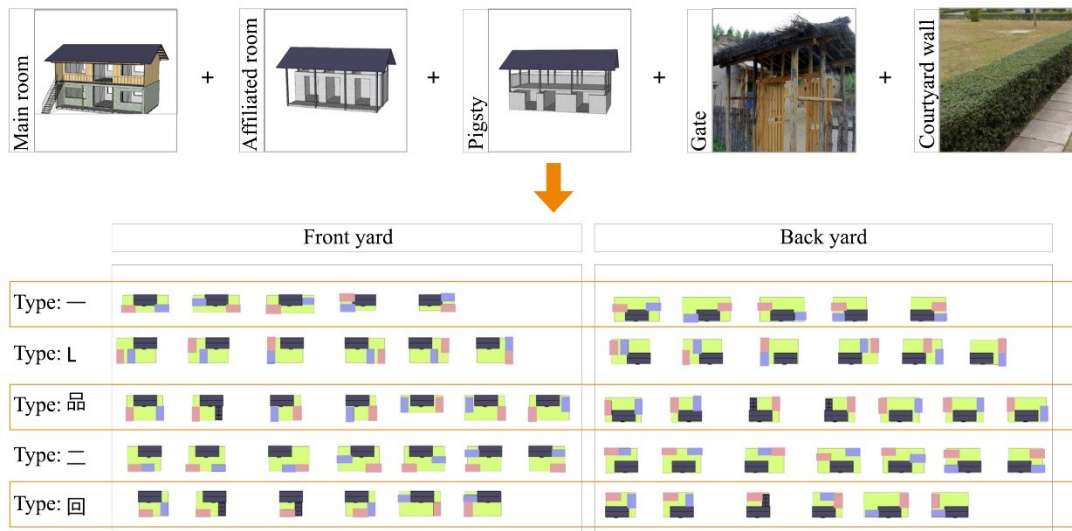 Main room
+
Affiliated room
+
Pigsty
+
Gate
+
Courtyard wall
Front yard
Back yard
Type: 一
Type: L
Type: 品
Type: 二
Type: 回